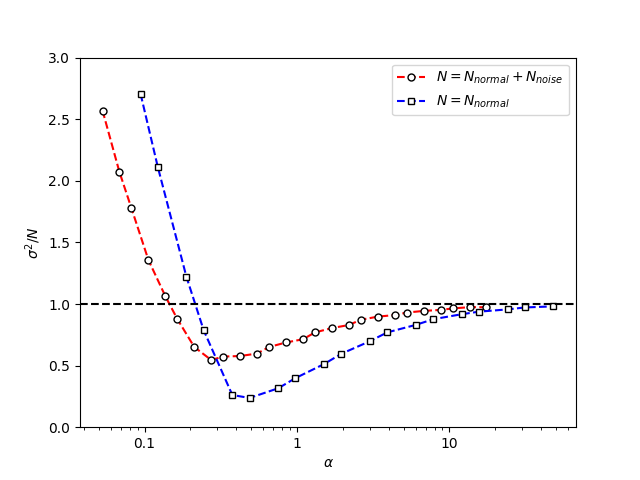 3.0
2.5
2.0
1.5
1.0
0.5
0.0
σ²/N
0.1
1
10
α
N = N_normal + N_noise
N = N_normal